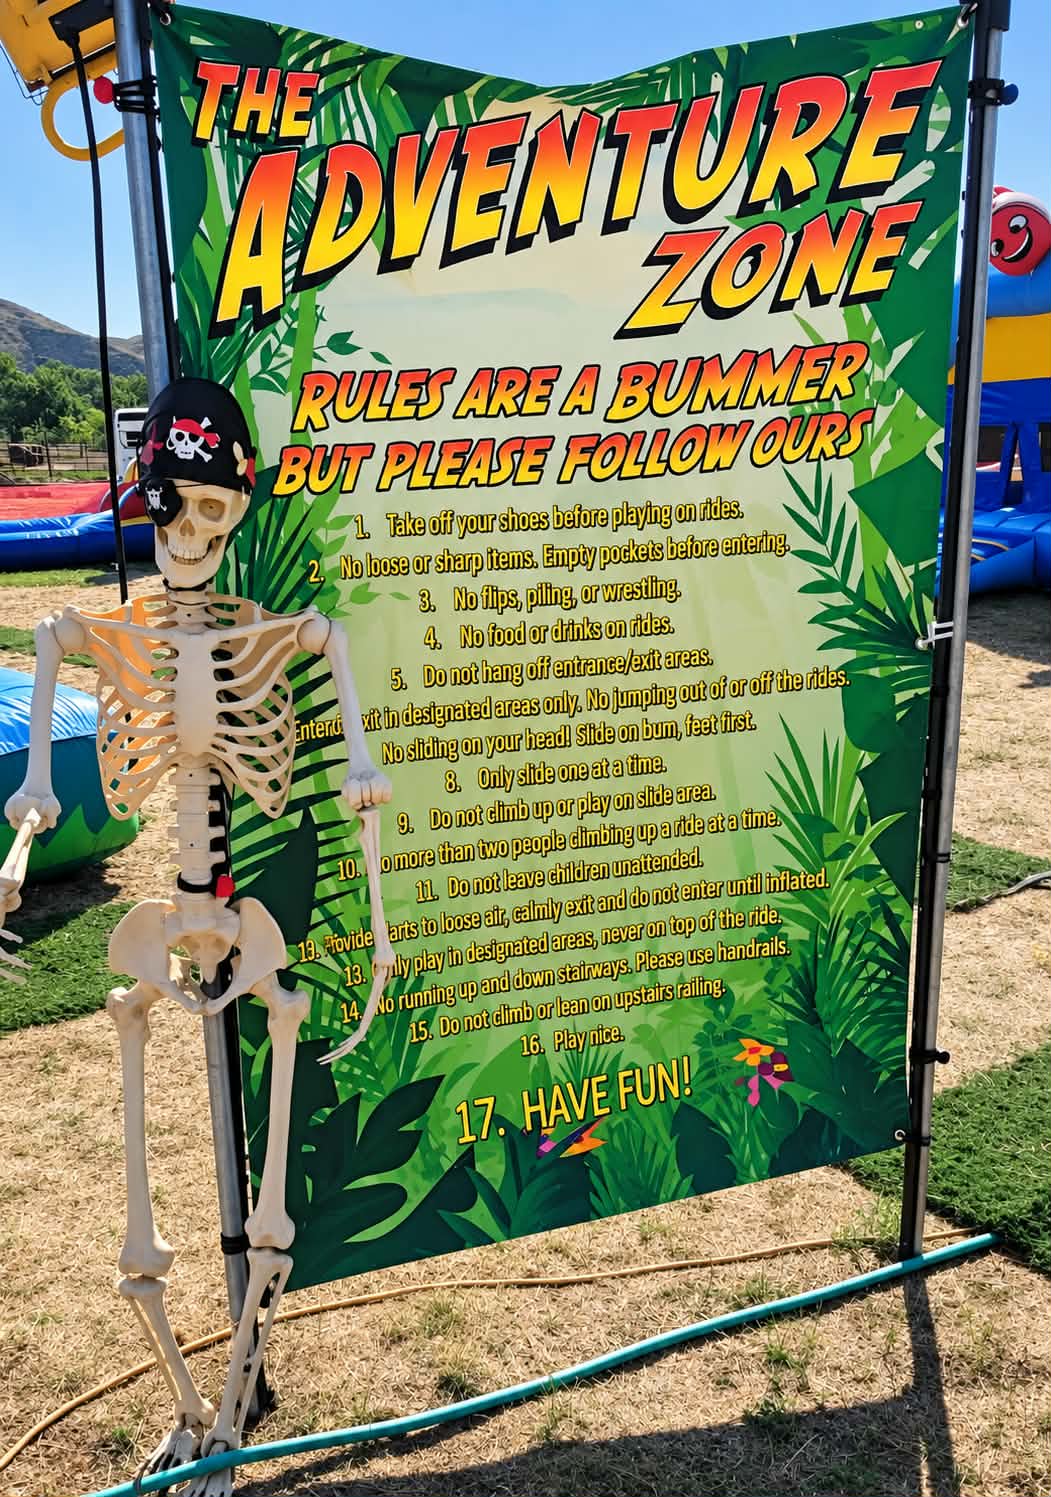 THE
ADVENTURE
ZONE
RULES ARE A BUMMER
BUT PLEASE FOLLOW OURS
1. Take off your shoes before playing on rides.
2. No loose or sharp items. Empty pockets before entering.
3. No flips, piling, or wrestling.
4. No food or drinks on rides.
5. Do not hang off entrance/exit areas.
in designated areas only. No jumping out of or off the rides.
No sliding on your head! Slide on bum, feet first.
8. Only slide one at a time.
9. Do not climb up or play on slide area.
10. more than two people climbing up a ride at a time.
11. Do not leave children unattended.
13. to loose air, calmly exit and do not enter until inflated.
13. play in designated areas, never on top of the ride.
14. No running up and down stairways. Please use handrails.
15. Do not climb or lean on upstairs railing.
16. Play nice.
17. HAVE FUN!